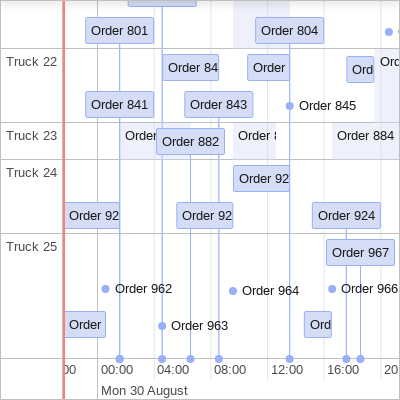 Order 801
Order 804
Truck 22
Order 84
Order
Ord
Ord
Order 841
Order 843
Order 845
Truck 23
Order
Order 882
Order 8
Order 884
Truck 24
Order 92
Order 92
Order 92
Order 924
Truck 25
Order 967
Order 962
Order 964
Order 966
Order
Order 963
Ord
00
00:00
04:00
08:00
12:00
16:00
20
Mon 30 August